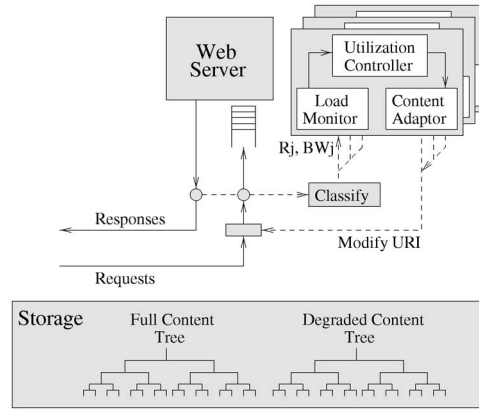 Web
Server
Utilization
Controller
Load
Monitor
Content
Adaptor
Rj, BWj
Classify
Responses
Modify URI
Requests
Storage
Full Content
Tree
Degraded Content
Tree